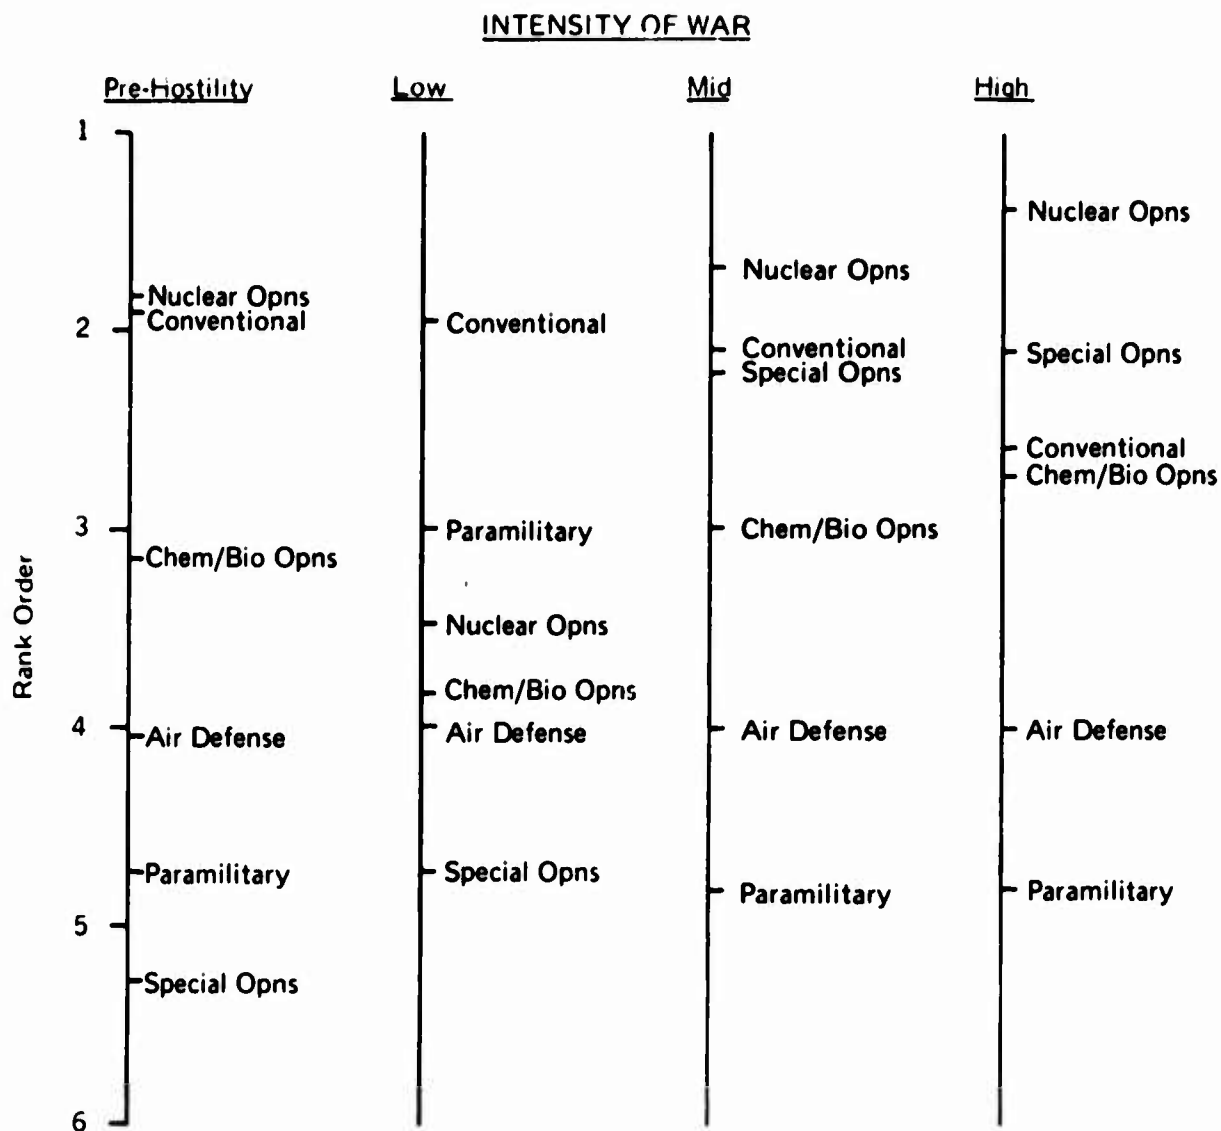 INTENSITY OF WAR
Pre-Hostility Low Mid High
Rank Order
1
2
3
4
5
6
Nuclear Opns
Conventional
Chem/Bio Opns
Air Defense
Paramilitary
Special Opns
Conventional
Paramilitary
Nuclear Opns
Chem/Bio Opns
Air Defense
Special Opns
Nuclear Opns
Conventional
Special Opns
Chem/Bio Opns
Air Defense
Paramilitary
Nuclear Opns
Special Opns
Conventional
Chem/Bio Opns
Air Defense
Paramilitary